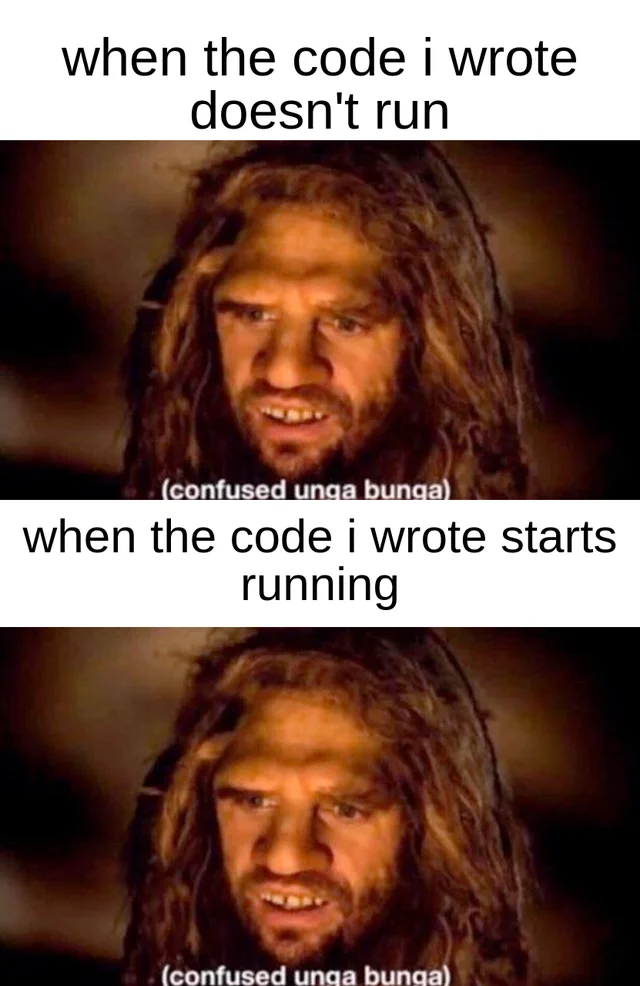 when the code i wrote
doesn't run
(confused unga bunga)
when the code i wrote starts
running
(confused unga bunga)